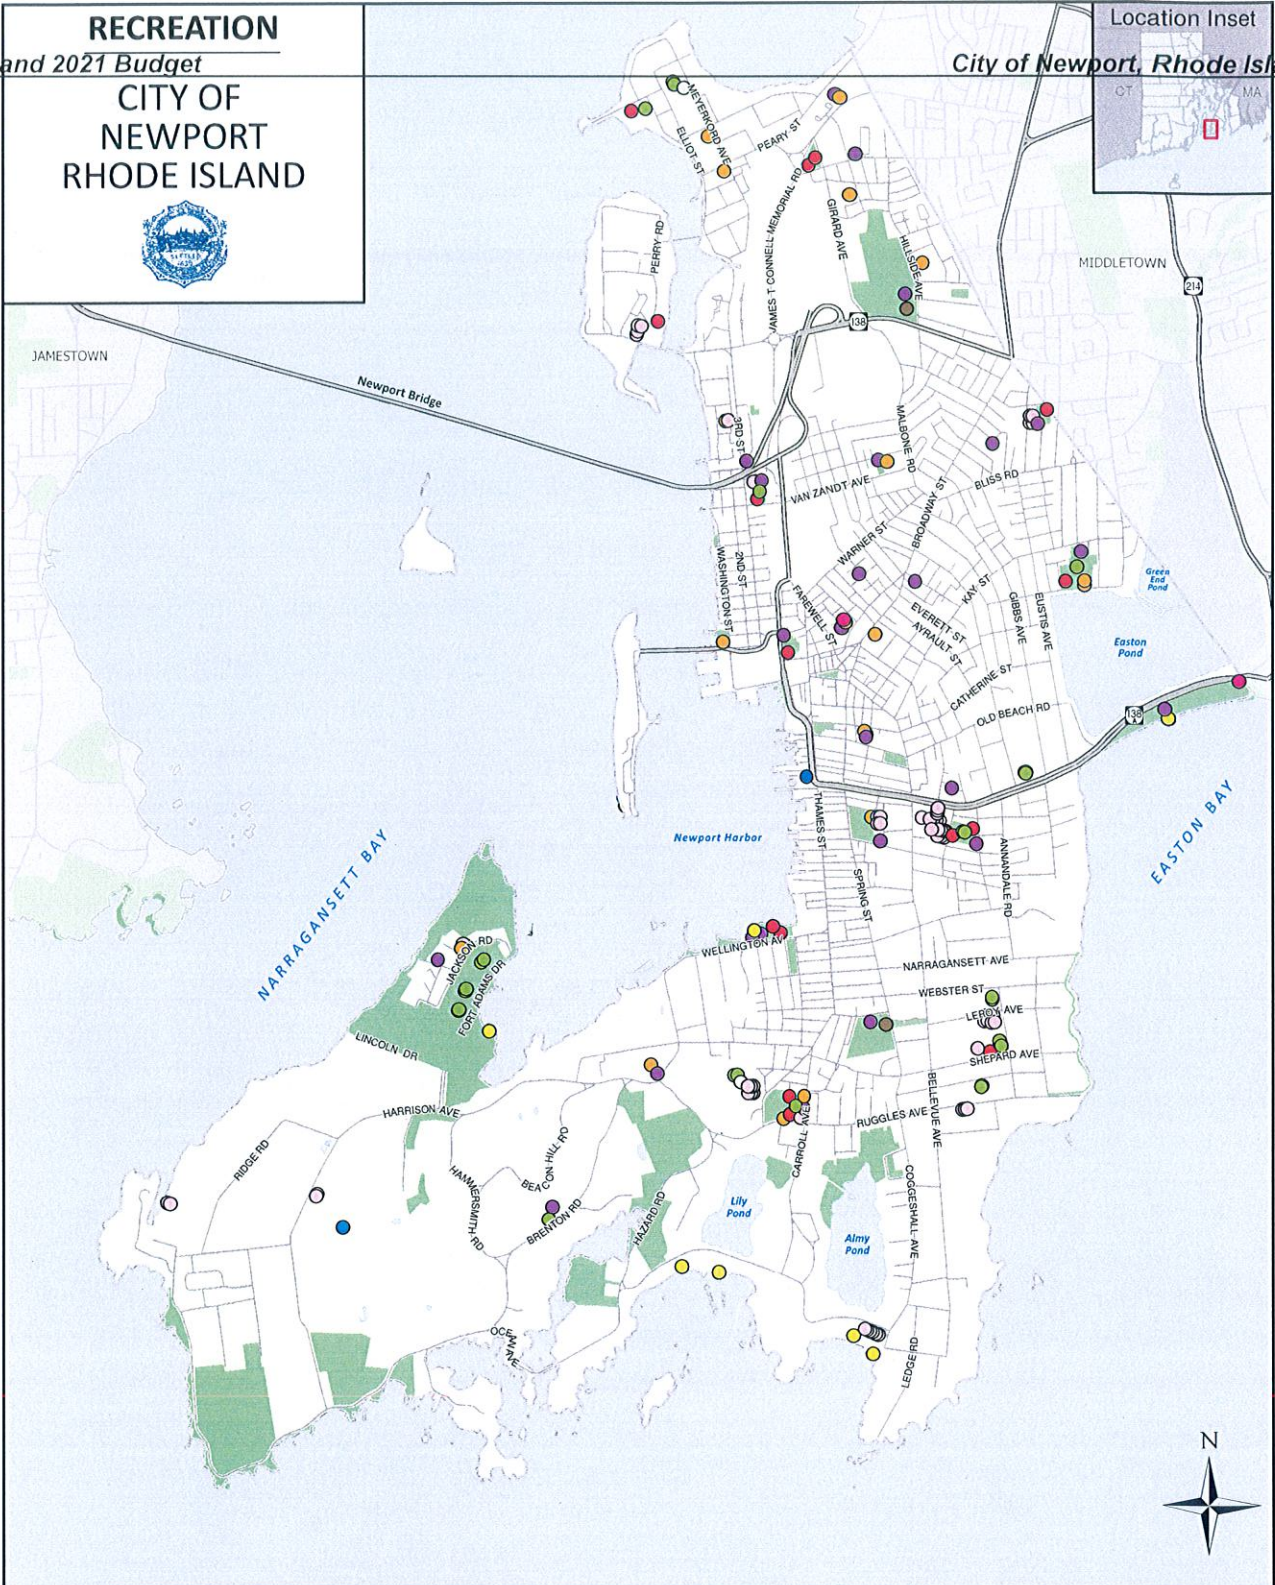 RECREATION
and 2021 Budget
City of Newport, Rhode Isl
CITY OF
NEWPORT
RHODE ISLAND
Location Inset
CT
MA
MEYERKORD AVE
ELLIOT ST
PEARY ST
JAMES T CONNELL MEMORIAL RD
GIRARD AVE
HILLSIDE AVE
PERRY RD
MIDDLETOWN
214
138
JAMESTOWN
Newport Bridge
3RD ST
MALBONE RD
VAN ZANDT AVE
BROADWAY ST
BLISS RD
WARNER ST
2ND ST
WASHINGTON ST
FAREWELL ST
KAY ST
EVERETT ST
AYRAULT ST
GIBBS AVE
EUSTIS AVE
Green
End
Pond
Easton
Pond
CATHERINE ST
OLD BEACH RD
138
A
THAMES ST
Newport Harbor
NARRAGANSETT BAY
EASTON BAY
SPRING ST
ANNANDALE RD
WELLINGTON AV
JACKSON RD
FORT ADAMS DR
NARRAGANSETT AVE
WEBSTER ST
LEROY AVE
SHEPARD AVE
LINCOLN DR
HARRISON AVE
BELLEVUE AVE
RUGGLES AVE
CARROLL AVE
RIDGE RD
BEACON HILL RD
HAMMERSMITH RD
BRENTON RD
HAZARD RD
COGGESHALL AVE
Lily
Pond
Almy
Pond
OCEAN AVE
LEDGE RD
N